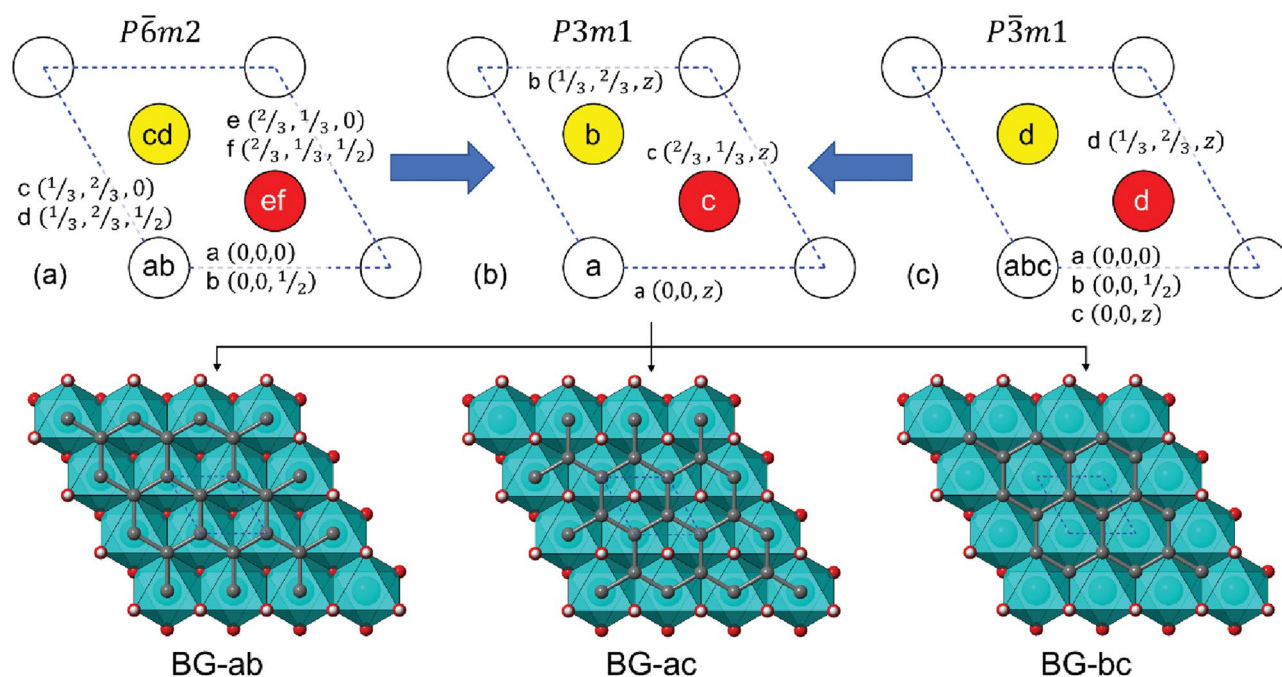 P6̅m2
P3m1
P3̅m1
cd
e (²/₃, ¹/₃, 0)
f (²/₃, ¹/₃, ¹/₂)
c (¹/₃, ²/₃, 0)
d (¹/₃, ²/₃, ¹/₂)
ef
ab
a (0,0,0)
b (0,0, ¹/₂)
(a)
b (¹/₃, ²/₃, z)
b
c (²/₃, ¹/₃, z)
c
a
a (0,0, z)
(b)
d
d (¹/₃, ²/₃, z)
d
abc
a (0,0,0)
b (0,0, ¹/₂)
c (0,0, z)
(c)
BG-ab
BG-ac
BG-bc